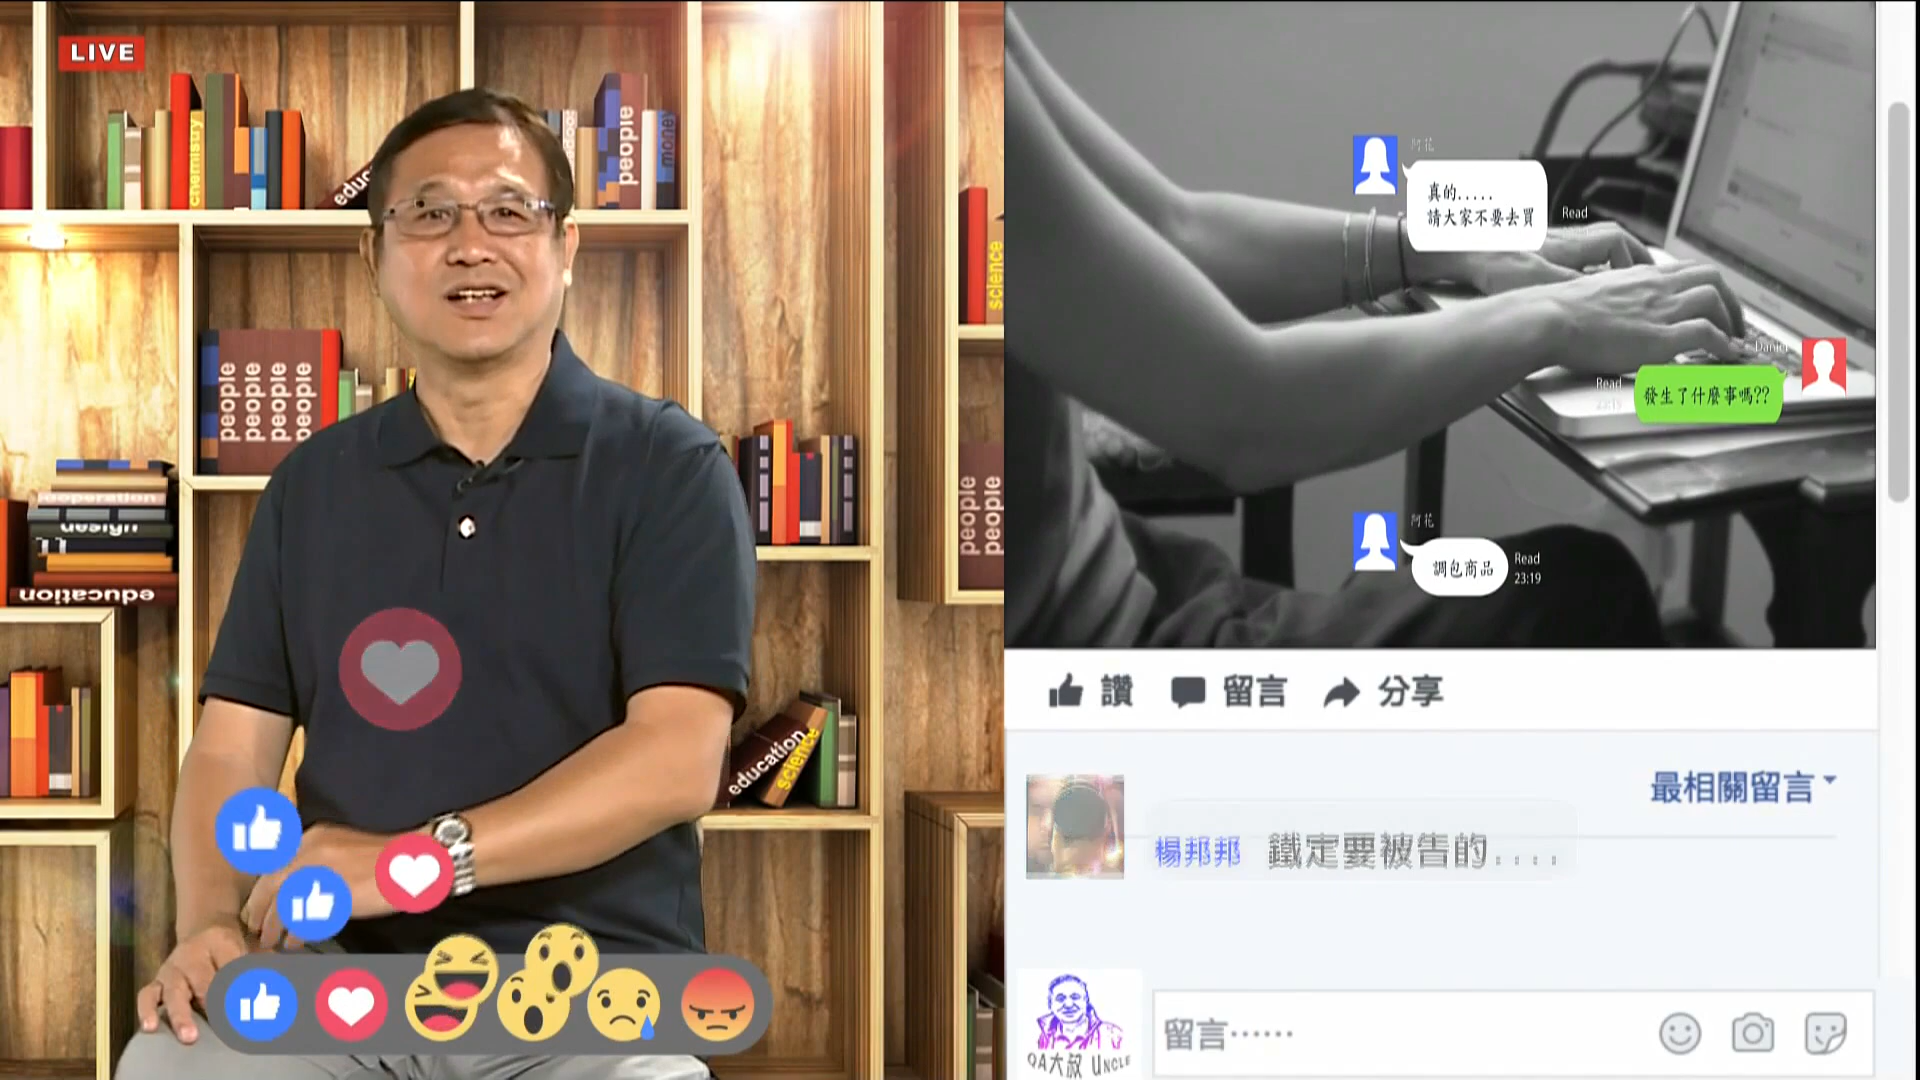 LIVE
chemistry
people
money
science
people
people
people
people
cooperation
design
education
people
people
education
science
阿花
真的.....
請大家不要去買
Read
Daniel
發生了什麼事嗎??
Read
23:19
阿花
調包商品
Read
23:19
讚
留言
分享
最相關留言
楊邦邦 鐵定要被告的....
留言……
QA大叔 UNCLE